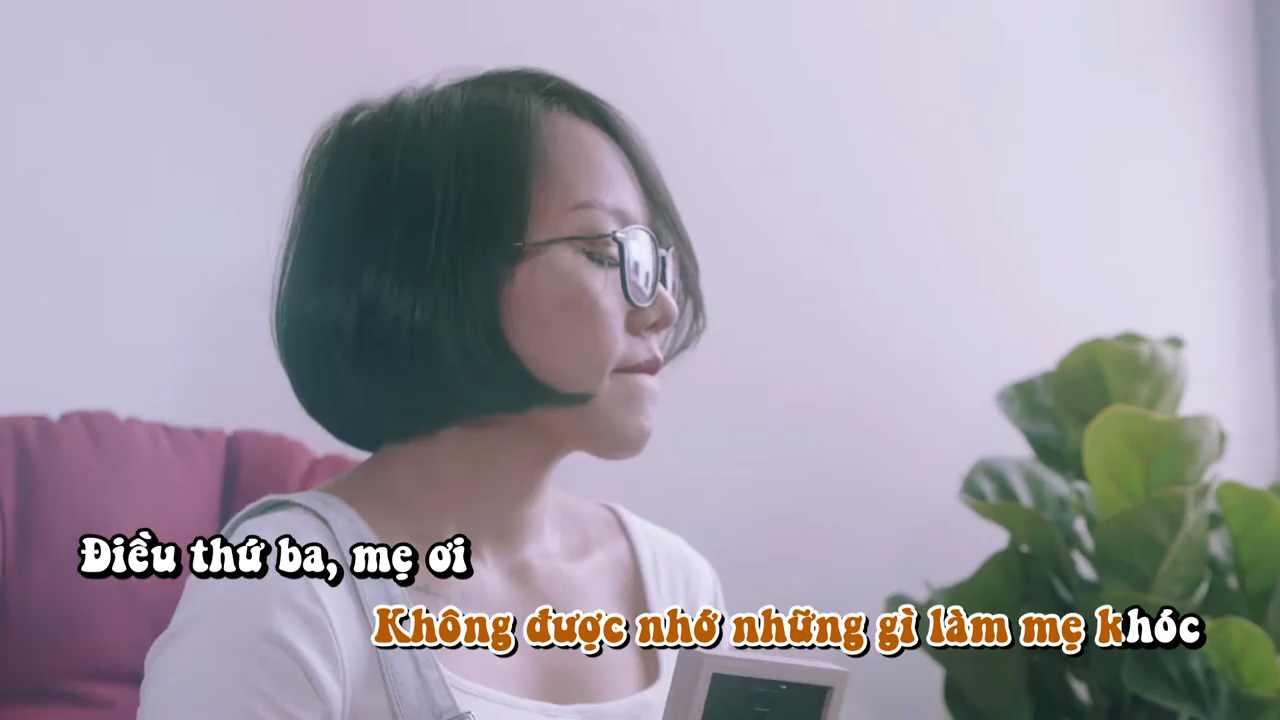 Điều thứ ba, mẹ ơi
Không được nhớ những gì làm mẹ khóc